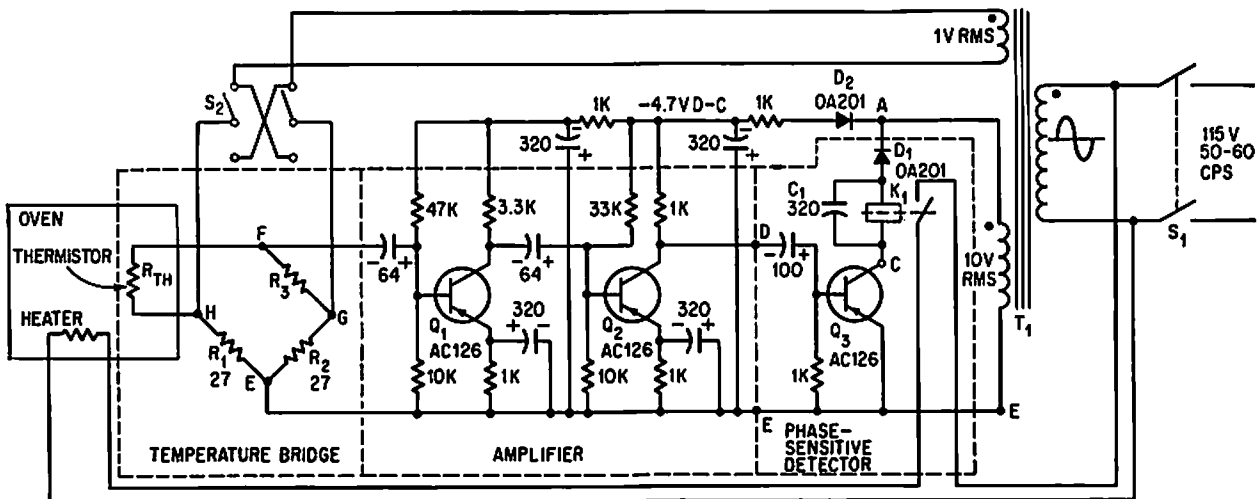 1V RMS
S2
D2
OA201
1K
-4.7V D-C
1K
A
115 V
50-60
CPS
320
-
+
320
-
+
D1
OA201
C1
320
K1
S1
OVEN
THERMISTOR
RTH
HEATER
F
R3
H
G
R1
27
R2
27
E
47K
3.3K
33K
1K
- 64 +
- 64 +
D
- 100 +
C
10V
RMS
T1
Q1
AC126
320
+ -
Q2
AC126
320
- +
Q3
AC126
10K
1K
10K
1K
1K
E
E
TEMPERATURE BRIDGE
AMPLIFIER
PHASE-
SENSITIVE
DETECTOR